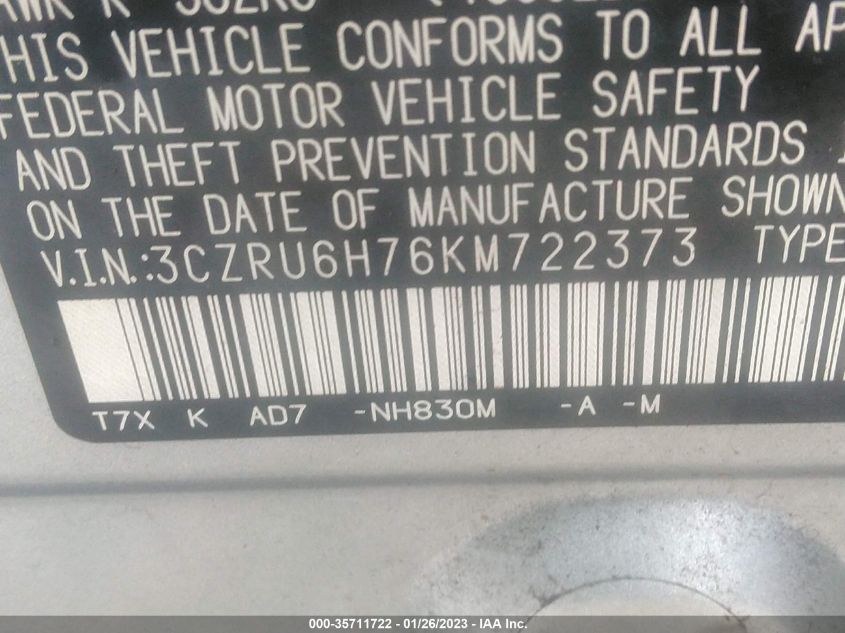 THIS VEHICLE CONFORMS TO ALL AP
FEDERAL MOTOR VEHICLE SAFETY
AND THEFT PREVENTION STANDARDS
ON THE DATE OF MANUFACTURE SHOWN
V.I.N.:3CZRU6H76KM722373 TYPE
T7X K AD7 -NH830M -A -M
000-35711722 | 01/26/2023 | IAA Inc.